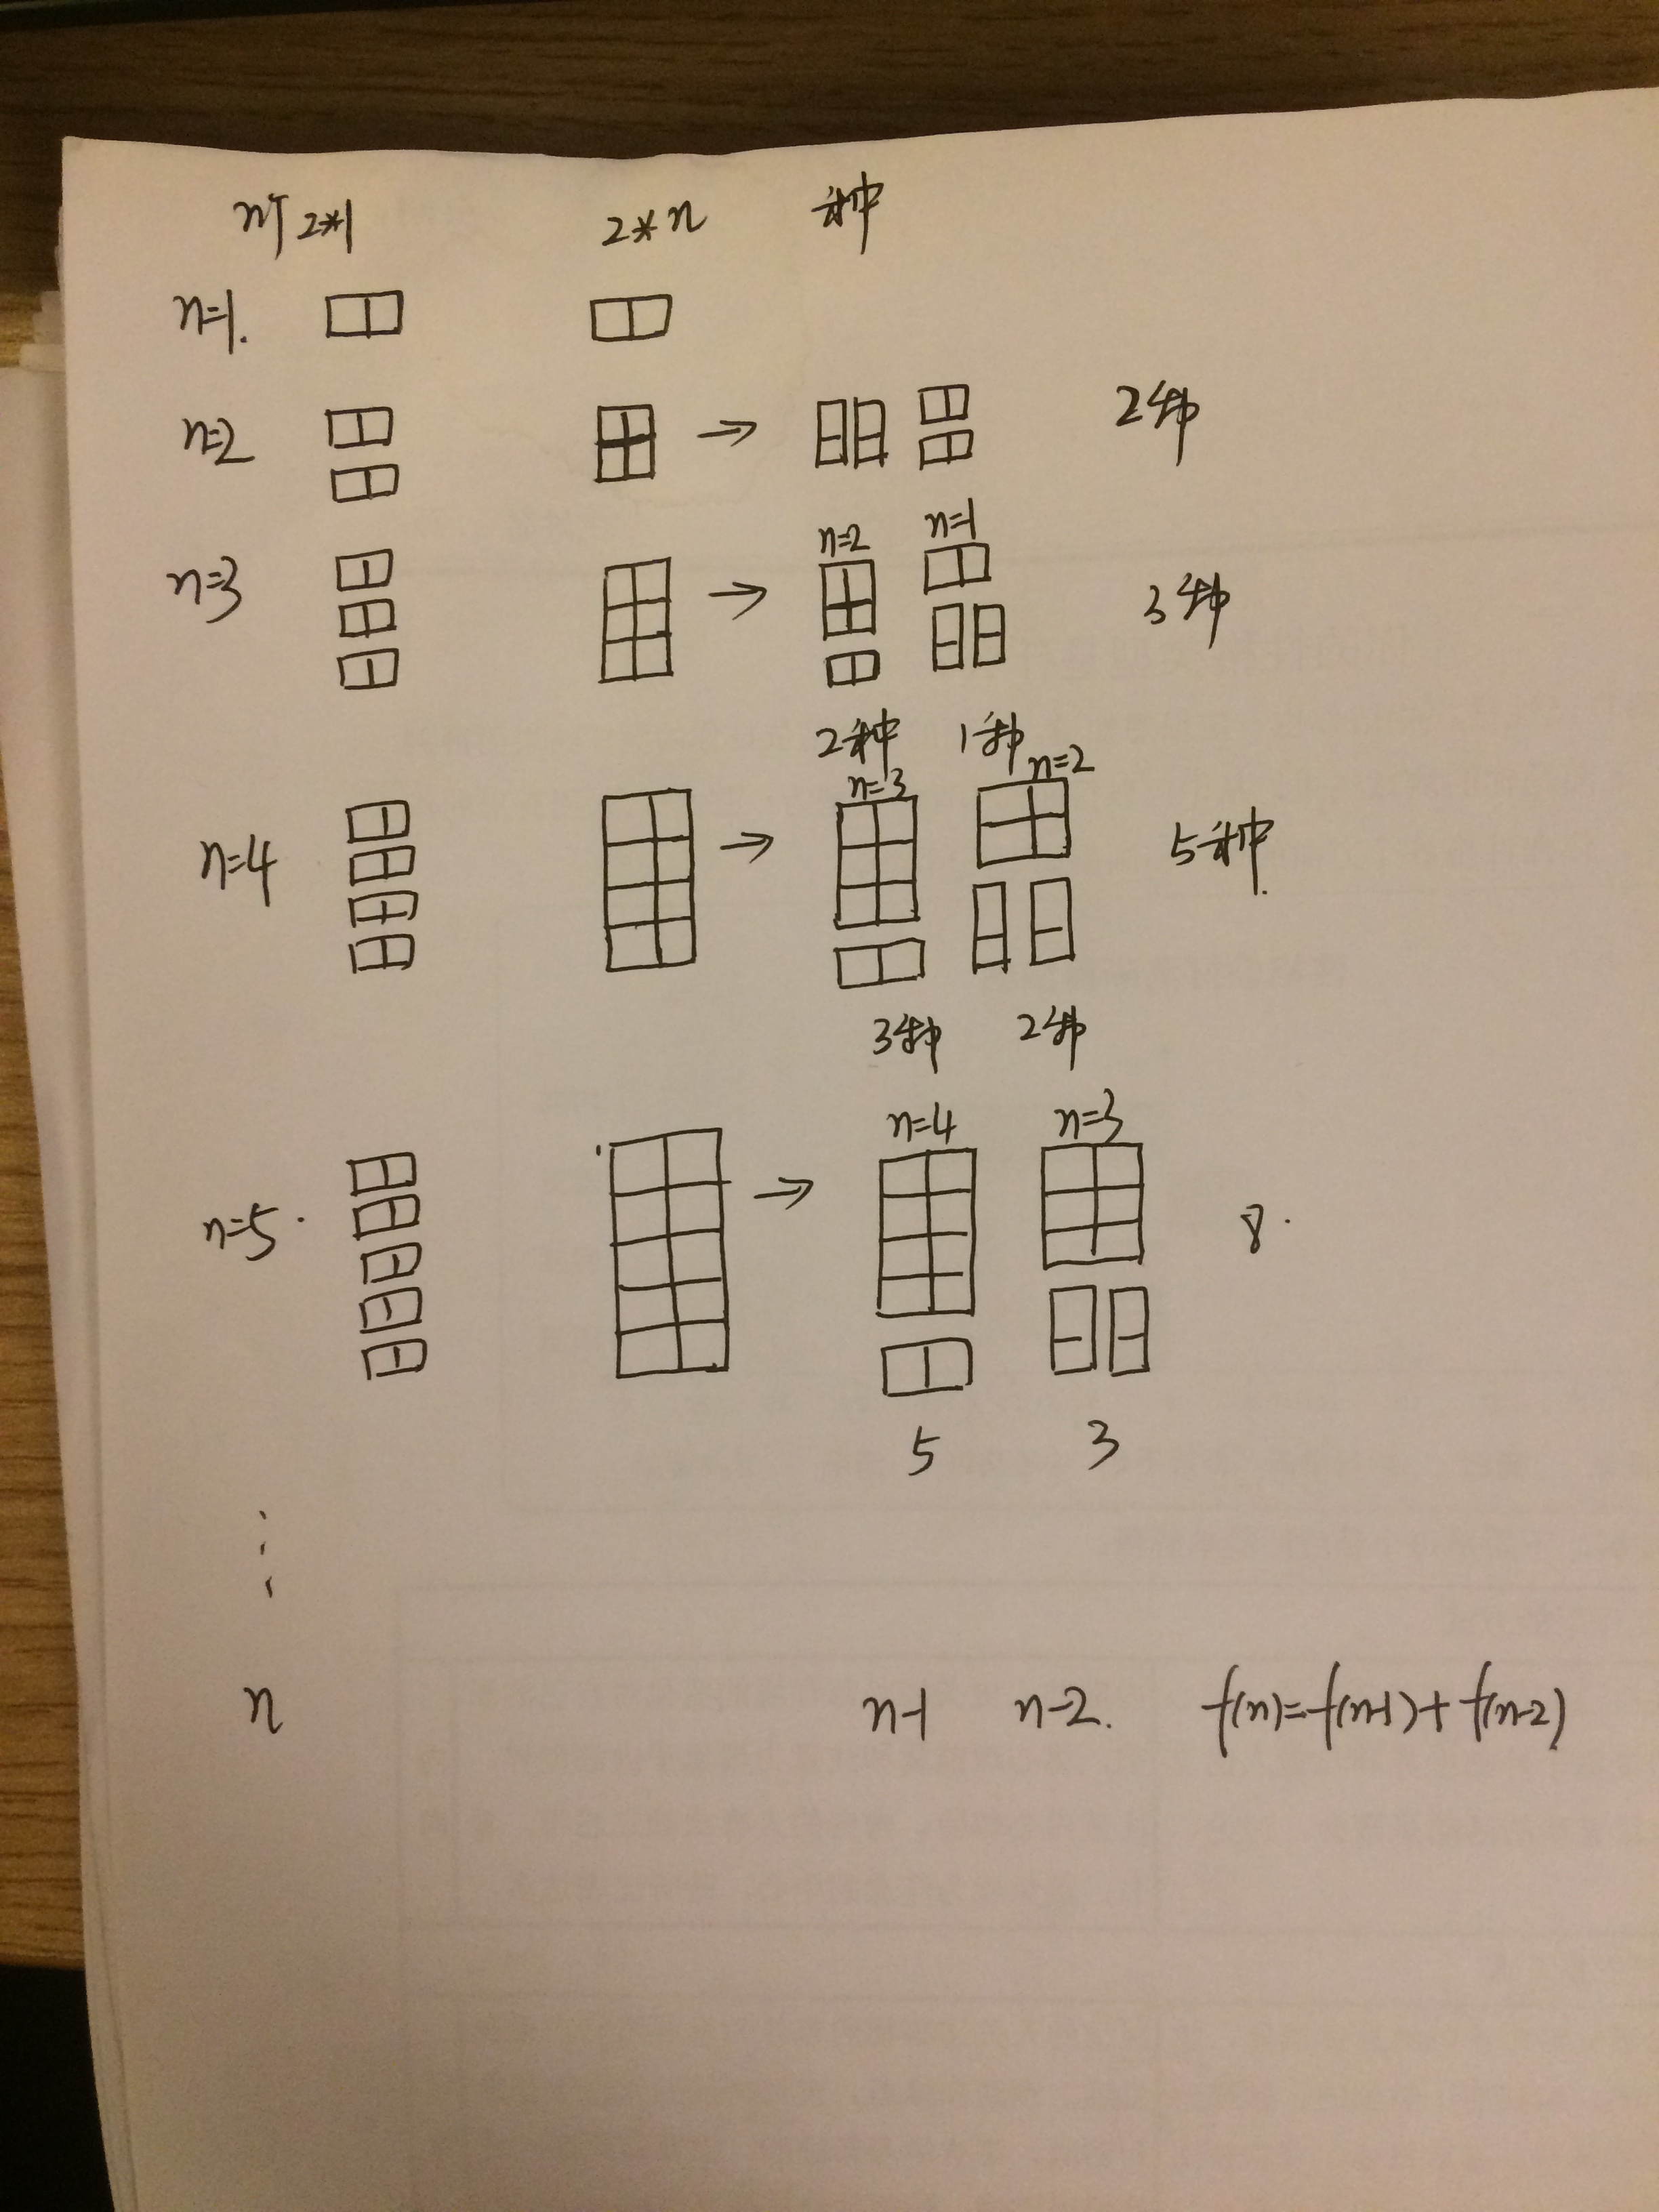 n个 2*1 2*n 种
n=1.
n=2 2种
n=2 n=1
n=3 3种
2种 1种
n=3 n=2
n=4 5种.
3种 2种
n=4 n=3
n=5. 8.
5 3
n n-1 n-2. f(n)=f(n-1)+f(n-2)